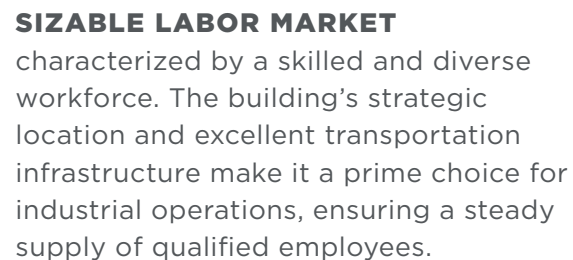 SIZABLE LABOR MARKET
characterized by a skilled and diverse
workforce. The building’s strategic
location and excellent transportation
infrastructure make it a prime choice for
industrial operations, ensuring a steady
supply of qualified employees.